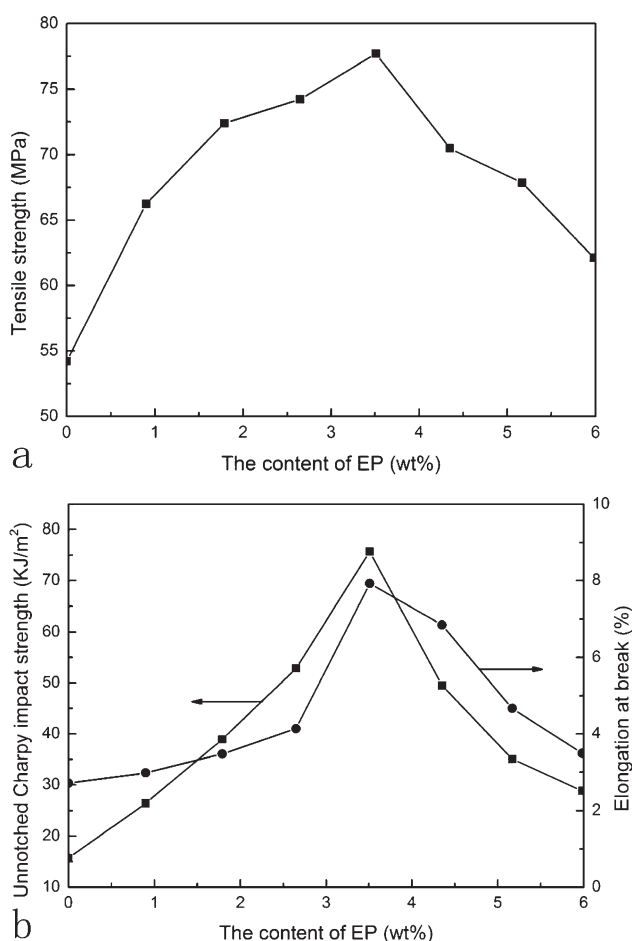 80
75
70
65
60
55
50
Tensile strength (MPa)
0 1 2 3 4 5 6
The content of EP (wt%)
a
80
70
60
50
40
30
20
10
Unnotched Charpy impact strength (KJ/m²)
10
8
6
4
2
0
Elongation at break (%)
0 1 2 3 4 5 6
The content of EP (wt%)
b